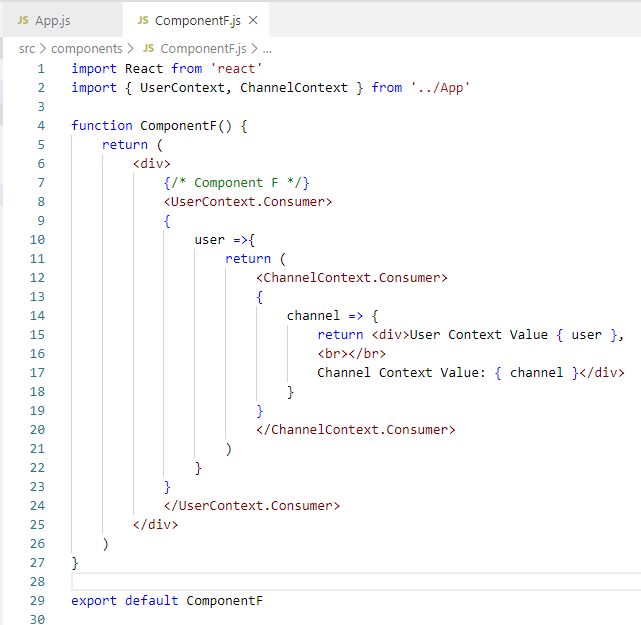 JS App.js JS ComponentF.js ×
src > components > JS ComponentF.js > ...
1 import React from 'react'
2 import { UserContext, ChannelContext } from '../App'
3
4 function ComponentF() {
5 return (
6 <div>
7 {/* Component F */}
8 <UserContext.Consumer>
9 {
10 user =>{
11 return (
12 <ChannelContext.Consumer>
13 {
14 channel => {
15 return <div>User Context Value { user },
16 <br></br>
17 Channel Context Value: { channel }</div>
18 }
19 }
20 </ChannelContext.Consumer>
21 )
22 }
23 }
24 </UserContext.Consumer>
25 </div>
26 )
27 }
28
29 export default ComponentF
30